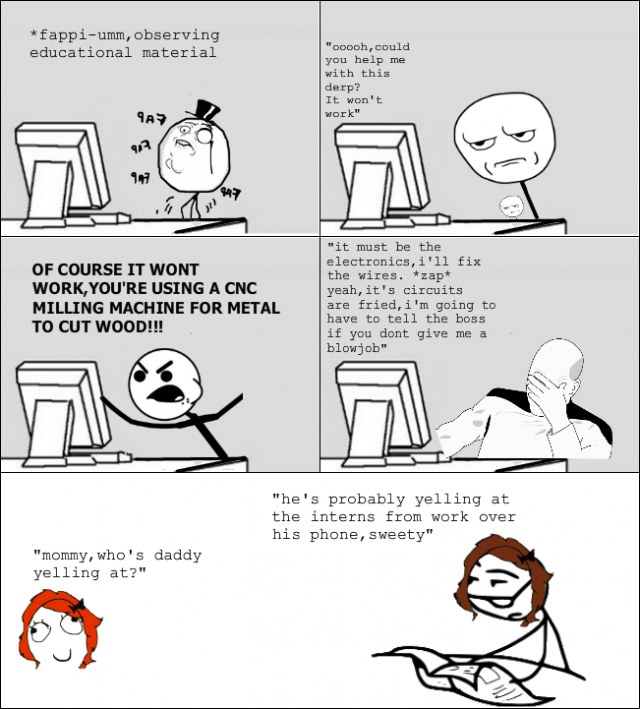 *fappi-umm,observing
educational material
9A7
9A7
9A7
9A7
"ooooh,could
you help me
with this
derp?
It won't
work"
OF COURSE IT WONT
WORK,YOU'RE USING A CNC
MILLING MACHINE FOR METAL
TO CUT WOOD!!!
"it must be the
electronics,i'll fix
the wires. *zap*
yeah,it's circuits
are fried,i'm going to
have to tell the boss
if you dont give me a
blowjob"
"mommy,who's daddy
yelling at?"
"he's probably yelling at
the interns from work over
his phone,sweety"